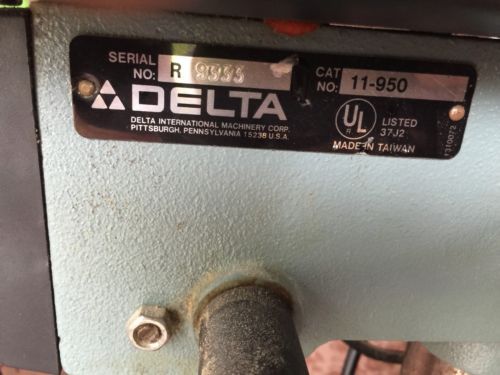 SERIAL NO: R
CAT NO: 11-950
DELTA
DELTA INTERNATIONAL MACHINERY CORP.
PITTSBURGH, PENNSYLVANIA 15238 U.S.A.
UL R LISTED 37J2
MADE IN TAIWAN
1310072